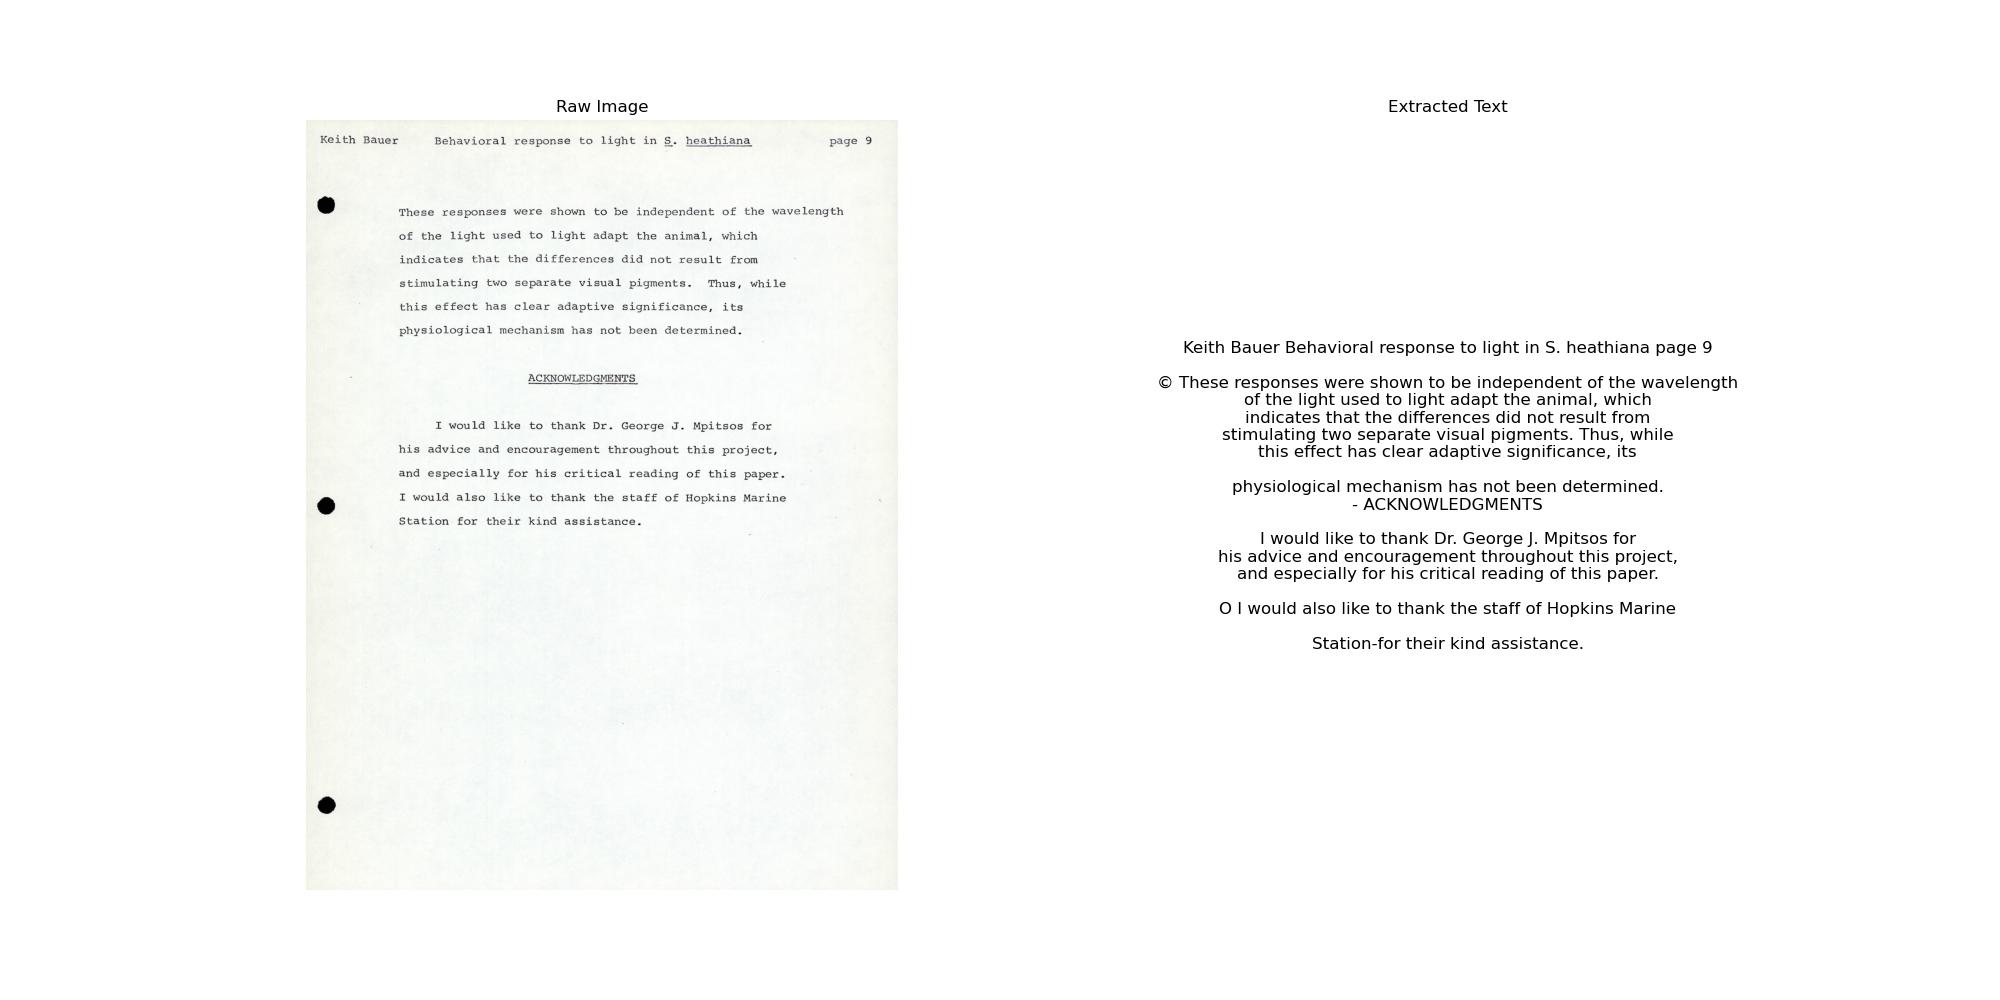 Raw Image
Keith Bauer Behavioral response to light in S. heathiana page 9
These responses were shown to be independent of the wavelength
of the light used to light adapt the animal, which
indicates that the differences did not result from
stimulating two separate visual pigments. Thus, while
this effect has clear adaptive significance, its
physiological mechanism has not been determined.
ACKNOWLEDGMENTS
I would like to thank Dr. George J. Mpitsos for
his advice and encouragement throughout this project,
and especially for his critical reading of this paper.
I would also like to thank the staff of Hopkins Marine
Station for their kind assistance.
Extracted Text
Keith Bauer Behavioral response to light in S. heathiana page 9
© These responses were shown to be independent of the wavelength
of the light used to light adapt the animal, which
indicates that the differences did not result from
stimulating two separate visual pigments. Thus, while
this effect has clear adaptive significance, its
physiological mechanism has not been determined.
- ACKNOWLEDGMENTS
I would like to thank Dr. George J. Mpitsos for
his advice and encouragement throughout this project,
and especially for his critical reading of this paper.
O I would also like to thank the staff of Hopkins Marine
Station-for their kind assistance.